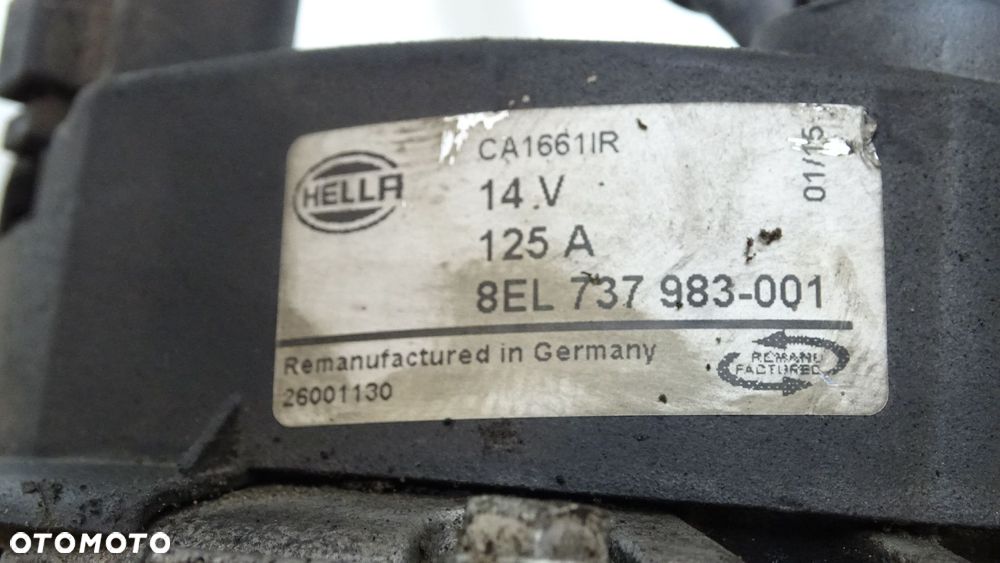 CA1661IR
HELLA
14 V
125 A
8EL 737 983-001
01/15
Remanufactured in Germany
26001130
REMANU
FACTURED
OTOMOTO